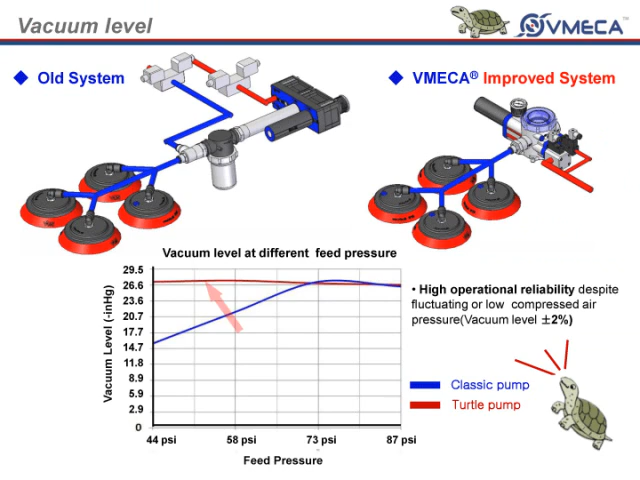 Vacuum level
VMECA™
◆ Old System
◆ VMECA® Improved System
Vacuum level at different feed pressure
Vacuum Level (-inHg)
29.5
26.6
23.6
20.7
17.7
14.7
11.8
8.9
5.9
2.9
0
44 psi 58 psi 73 psi 87 psi
Feed Pressure
• High operational reliability despite
fluctuating or low compressed air
pressure(Vacuum level ±2%)
Classic pump
Turtle pump